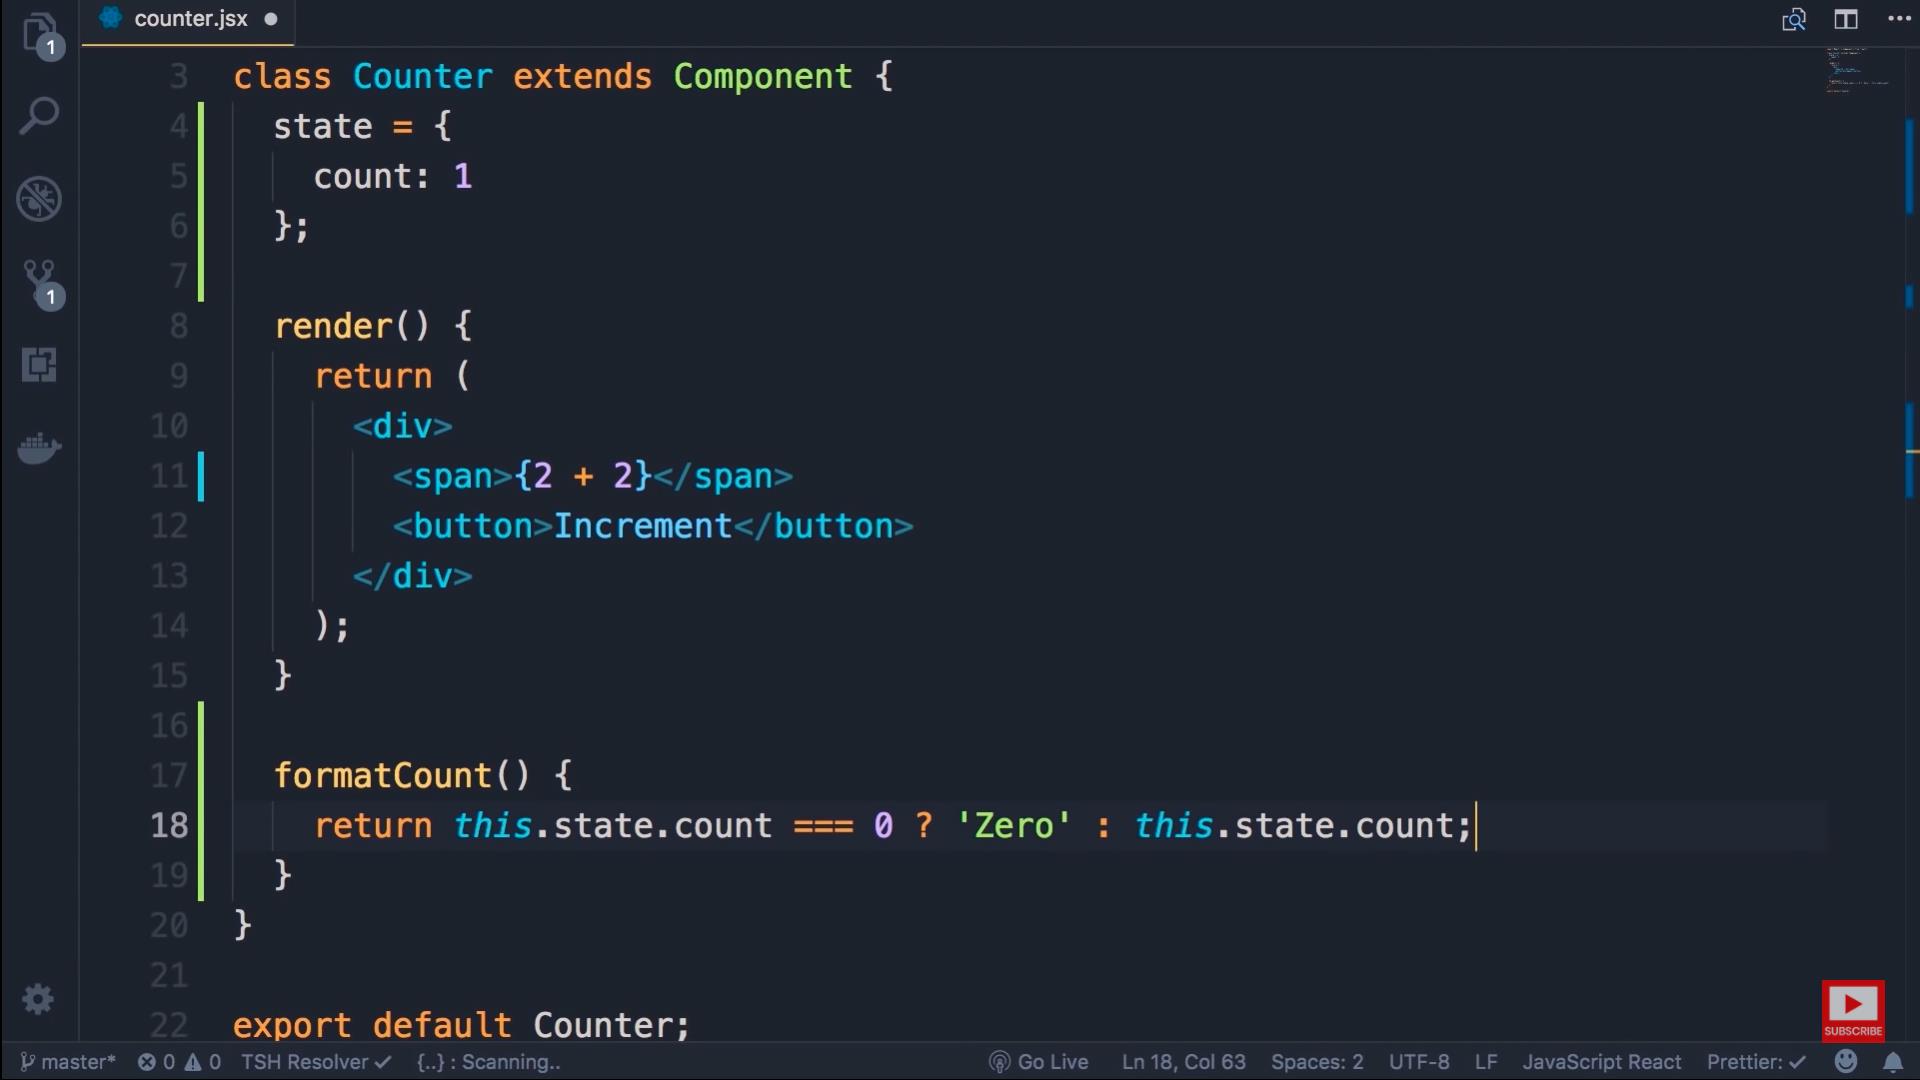 counter.jsx
1
1
3 class Counter extends Component {
4 state = {
5 count: 1
6 };
7
8 render() {
9 return (
10 <div>
11 <span>{2 + 2}</span>
12 <button>Increment</button>
13 </div>
14 );
15 }
16
17 formatCount() {
18 return this.state.count === 0 ? 'Zero' : this.state.count;
19 }
20 }
21
22 export default Counter;
SUBSCRIBE
master* 0 0 TSH Resolver {..} : Scanning.. Go Live Ln 18, Col 63 Spaces: 2 UTF-8 LF JavaScript React Prettier: